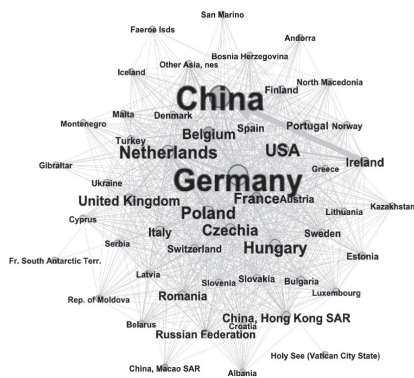 San Marino
Faeroe Isds
Andorra
Bosnia Herzegovina
Other Asia, nes
Iceland
North Macedonia
Finland
China
Malta
Denmark
Montenegro
Spain
Portugal
Norway
Belgium
Turkey
Netherlands
USA
Ireland
Gibraltar
Greece
Ukraine
Germany
United Kingdom
France
Austria
Kazakhstan
Cyprus
Poland
Lithuania
Italy
Czechia
Sweden
Serbia
Switzerland
Hungary
Estonia
Fr. South Antarctic Terr.
Latvia
Slovenia
Slovakia
Bulgaria
Rep. of Moldova
Romania
Luxembourg
China, Hong Kong SAR
Belarus
Croatia
Russian Federation
Holy See (Vatican City State)
China, Macao SAR
Albania